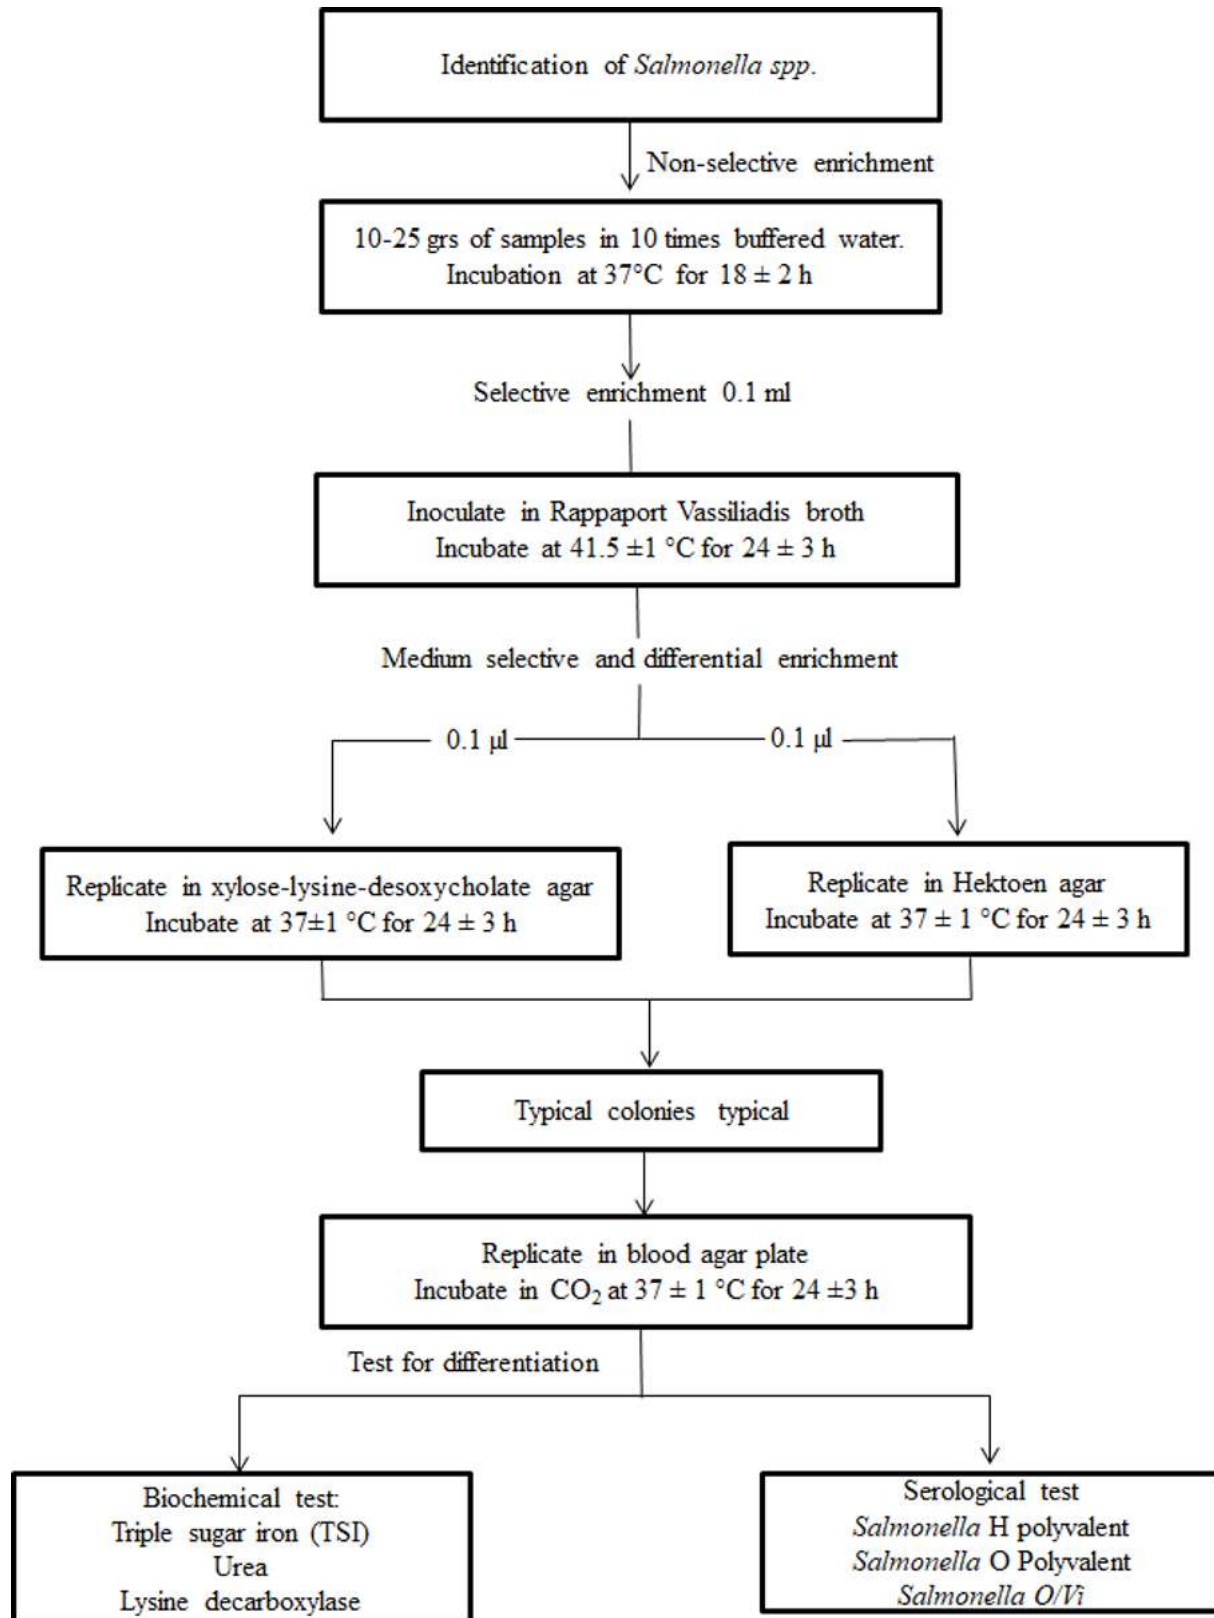 Identification of Salmonella spp.
Non-selective enrichment
10-25 grs of samples in 10 times buffered water.
Incubation at 37°C for 18 ± 2 h
Selective enrichment 0.1 ml
Inoculate in Rappaport Vassiliadis broth
Incubate at 41.5 ±1 °C for 24 ± 3 h
Medium selective and differential enrichment
0.1 µl
0.1 µl
Replicate in xylose-lysine-desoxycholate agar
Incubate at 37±1 °C for 24 ± 3 h
Replicate in Hektoen agar
Incubate at 37 ± 1 °C for 24 ± 3 h
Typical colonies typical
Replicate in blood agar plate
Incubate in CO₂ at 37 ± 1 °C for 24 ±3 h
Test for differentiation
Biochemical test:
Triple sugar iron (TSI)
Urea
Lysine decarboxylase
Serological test
Salmonella H polyvalent
Salmonella O Polyvalent
Salmonella O/Vi